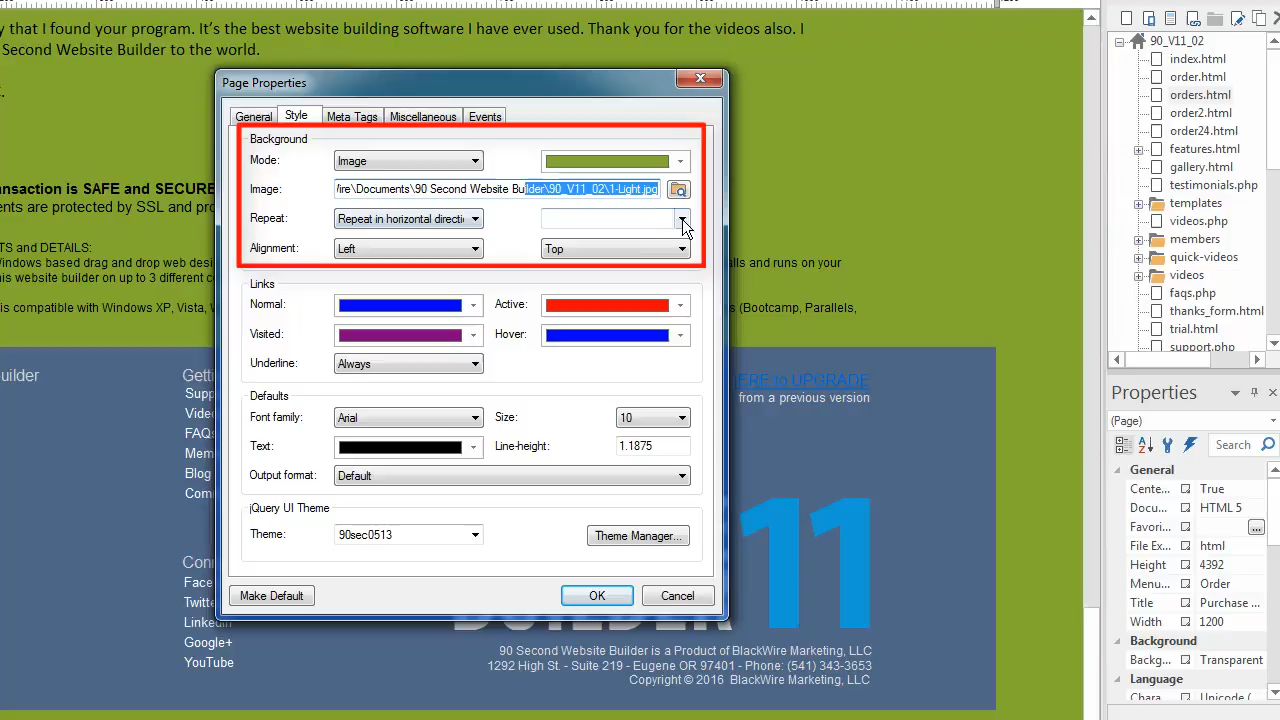 y that I found your program. It's the best website building software I have ever used. Thank you for the videos also. I
Second Website Builder to the world.
Page Properties
General Style Meta Tags Miscellaneous Events
Background
Mode: Image
Image: \Documents\90 Second Website Builder\90_V11_02\1-Light.jpg
Repeat: Repeat in horizontal directi
Alignment: Left Top
Links
Normal: Active:
Visited: Hover:
Underline: Always
Defaults
Font family: Arial Size: 10
Text: Line-height: 1.1875
Output format: Default
jQuery UI Theme
Theme: 90sec0513 Theme Manager...
Make Default OK Cancel
nsaction is SAFE and SECURE
ents are protected by SSL and pro
TS and DETAILS:
Windows based drag and drop web desi
alls and runs on your
his website builder on up to 3 different c
is compatible with Windows XP, Vista, W
(Bootcamp, Parallels,
uilder
Getti
Supp
Video
FAQs
Mem
Blog
Com
HERE to UPGRADE
from a previous version
Conn
Face
Twitte
LinkedIn
Google+
YouTube
11
BUILDER
90 Second Website Builder is a Product of BlackWire Marketing, LLC
1292 High St. - Suite 219 - Eugene OR 97401 - Phone: (541) 343-3653
Copyright © 2016 BlackWire Marketing, LLC
90_V11_02
index.html
order.html
orders.html
order2.html
order24.html
features.html
gallery.html
testimonials.php
templates
videos.php
members
quick-videos
videos
faqs.php
thanks_form.html
trial.html
support.php
Properties
(Page)
Search
General
Cente... True
Docu... HTML 5
Favori... ...
File Ex... html
Height 4392
Menu... Order
Title Purchase ...
Width 1200
Background
Backg... Transparent
Language
Chara... Unicode (